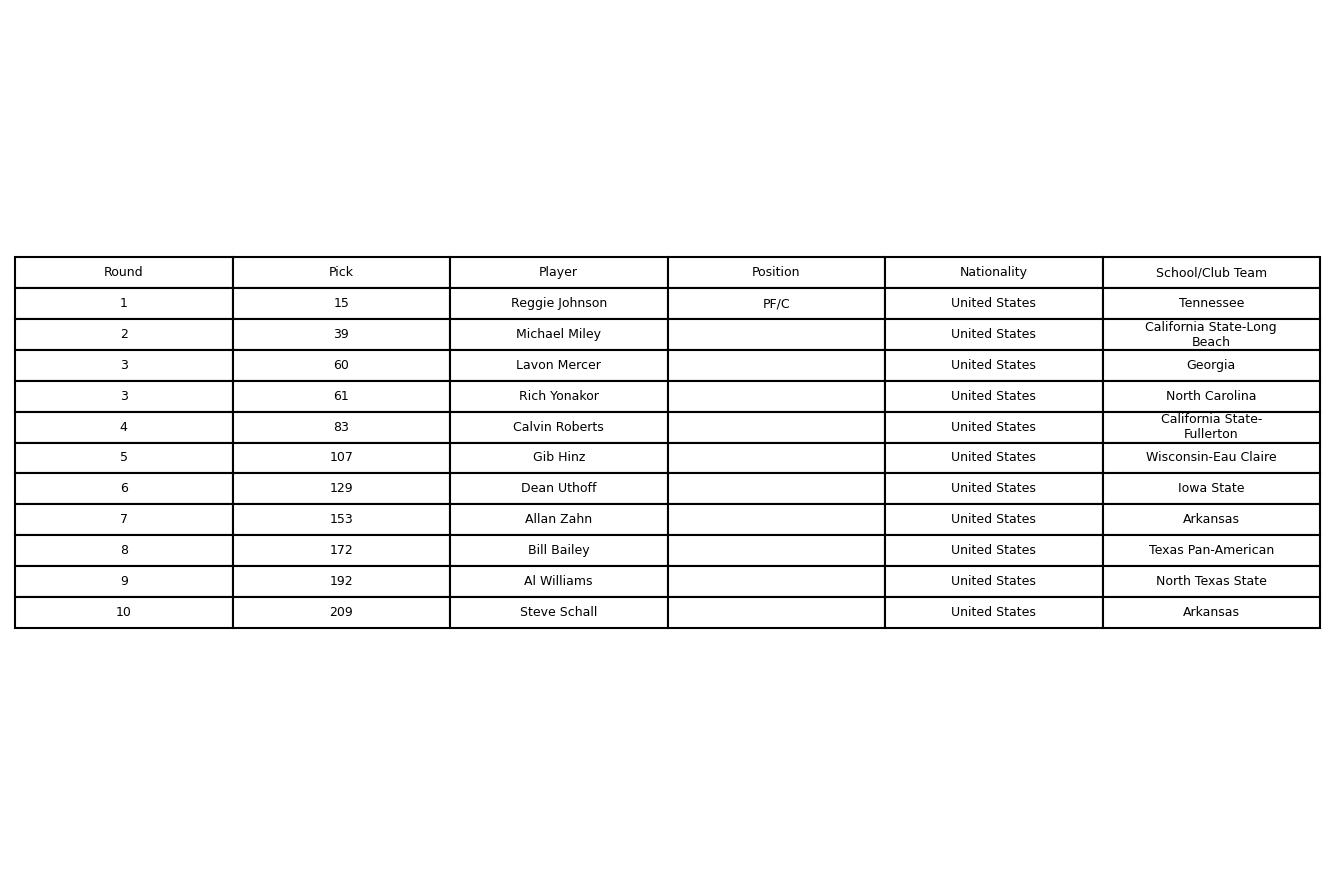 Round Pick Player Position Nationality School/Club Team
1 15 Reggie Johnson PF/C United States Tennessee
2 39 Michael Miley United States California State-Long
Beach
3 60 Lavon Mercer United States Georgia
3 61 Rich Yonakor United States North Carolina
4 83 Calvin Roberts United States California State-
Fullerton
5 107 Gib Hinz United States Wisconsin-Eau Claire
6 129 Dean Uthoff United States Iowa State
7 153 Allan Zahn United States Arkansas
8 172 Bill Bailey United States Texas Pan-American
9 192 Al Williams United States North Texas State
10 209 Steve Schall United States Arkansas